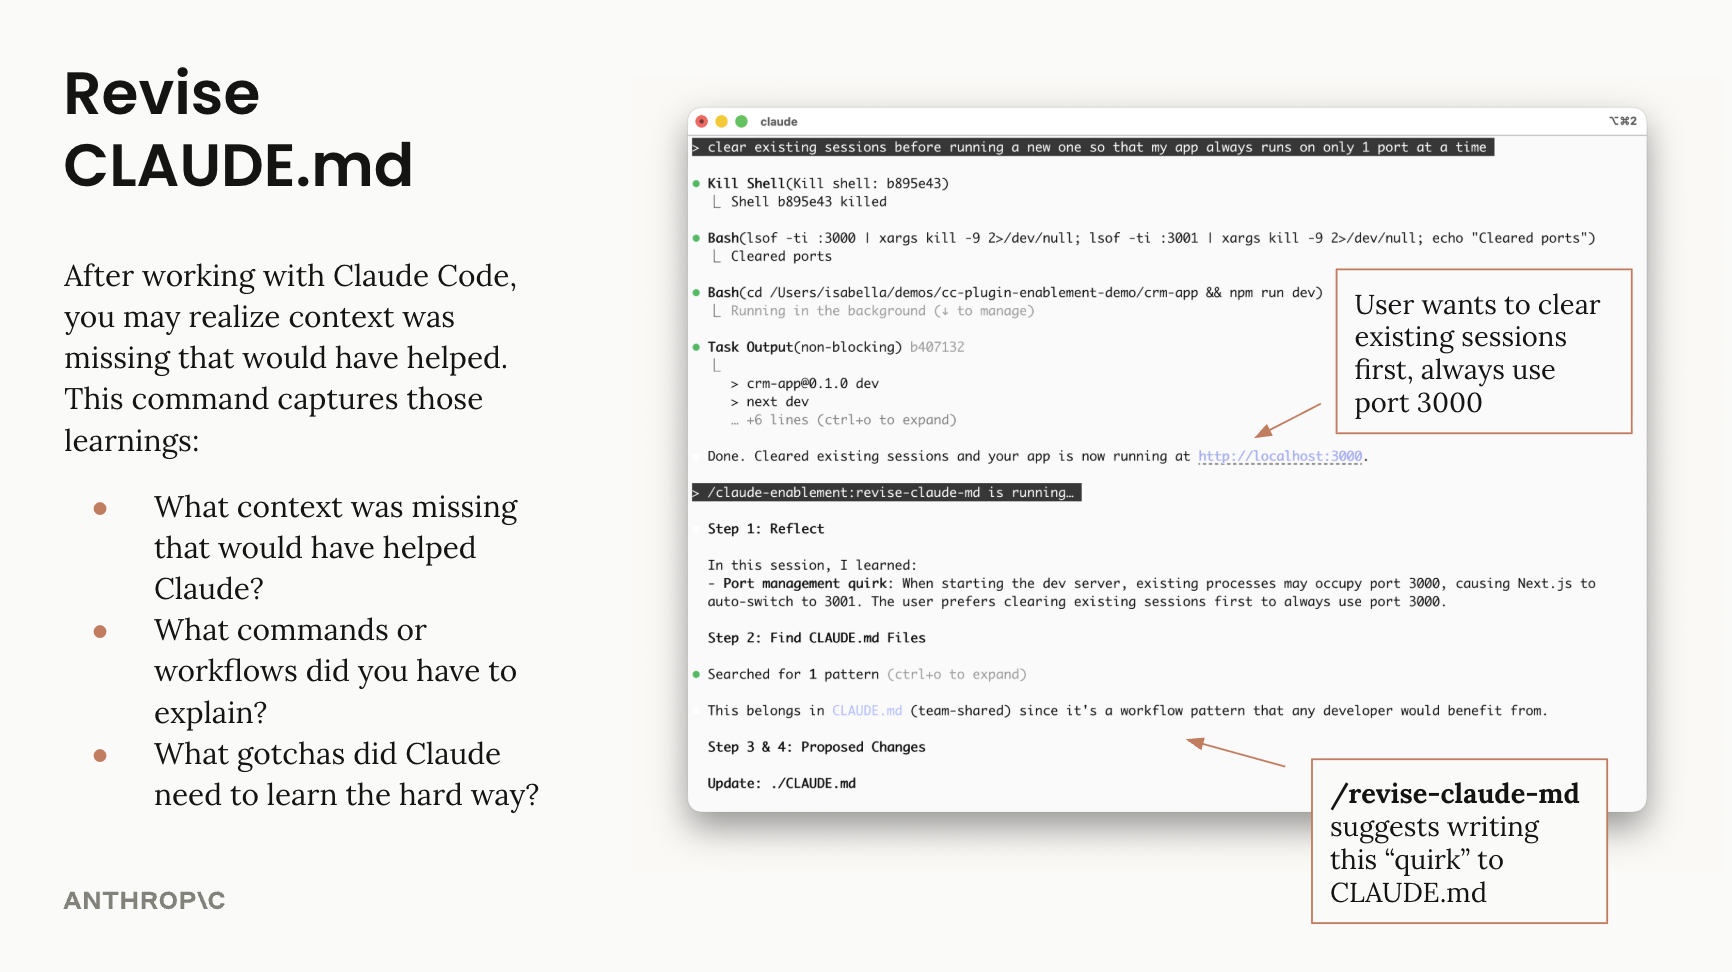 Revise
CLAUDE.md
After working with Claude Code,
you may realize context was
missing that would have helped.
This command captures those
learnings:
● What context was missing
that would have helped
Claude?
● What commands or
workflows did you have to
explain?
● What gotchas did Claude
need to learn the hard way?
ANTHROP\C
claude
⌥⌘2
> clear existing sessions before running a new one so that my app always runs on only 1 port at a time
● Kill Shell(Kill shell: b895e43)
⎿ Shell b895e43 killed
● Bash(lsof -ti :3000 | xargs kill -9 2>/dev/null; lsof -ti :3001 | xargs kill -9 2>/dev/null; echo "Cleared ports")
⎿ Cleared ports
● Bash(cd /Users/isabella/demos/cc-plugin-enablement-demo/crm-app && npm run dev)
⎿ Running in the background (↓ to manage)
● Task Output(non-blocking) b407132
⎿
> crm-app@0.1.0 dev
> next dev
… +6 lines (ctrl+o to expand)
Done. Cleared existing sessions and your app is now running at http://localhost:3000.
> /claude-enablement:revise-claude-md is running…
Step 1: Reflect
In this session, I learned:
- Port management quirk: When starting the dev server, existing processes may occupy port 3000, causing Next.js to
auto-switch to 3001. The user prefers clearing existing sessions first to always use port 3000.
Step 2: Find CLAUDE.md Files
● Searched for 1 pattern (ctrl+o to expand)
This belongs in CLAUDE.md (team-shared) since it's a workflow pattern that any developer would benefit from.
Step 3 & 4: Proposed Changes
Update: ./CLAUDE.md
User wants to clear
existing sessions
first, always use
port 3000
/revise-claude-md
suggests writing
this “quirk” to
CLAUDE.md